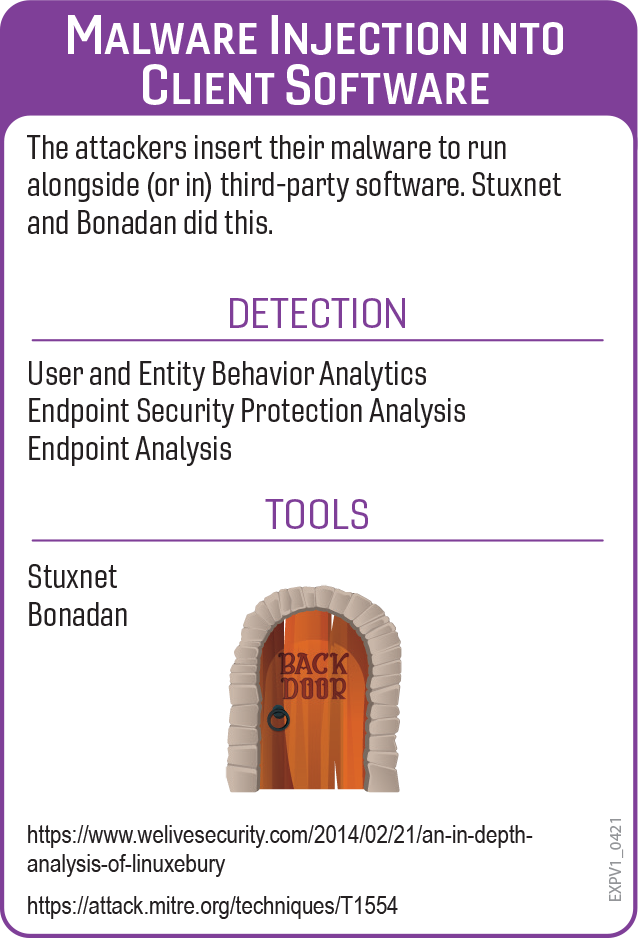 MALWARE INJECTION INTO
CLIENT SOFTWARE
The attackers insert their malware to run
alongside (or in) third-party software. Stuxnet
and Bonadan did this.
DETECTION
User and Entity Behavior Analytics
Endpoint Security Protection Analysis
Endpoint Analysis
TOOLS
Stuxnet
Bonadan
BACK
DOOR
https://www.welivesecurity.com/2014/02/21/an-in-depth-
analysis-of-linuxebury
https://attack.mitre.org/techniques/T1554
EXPV1_0421